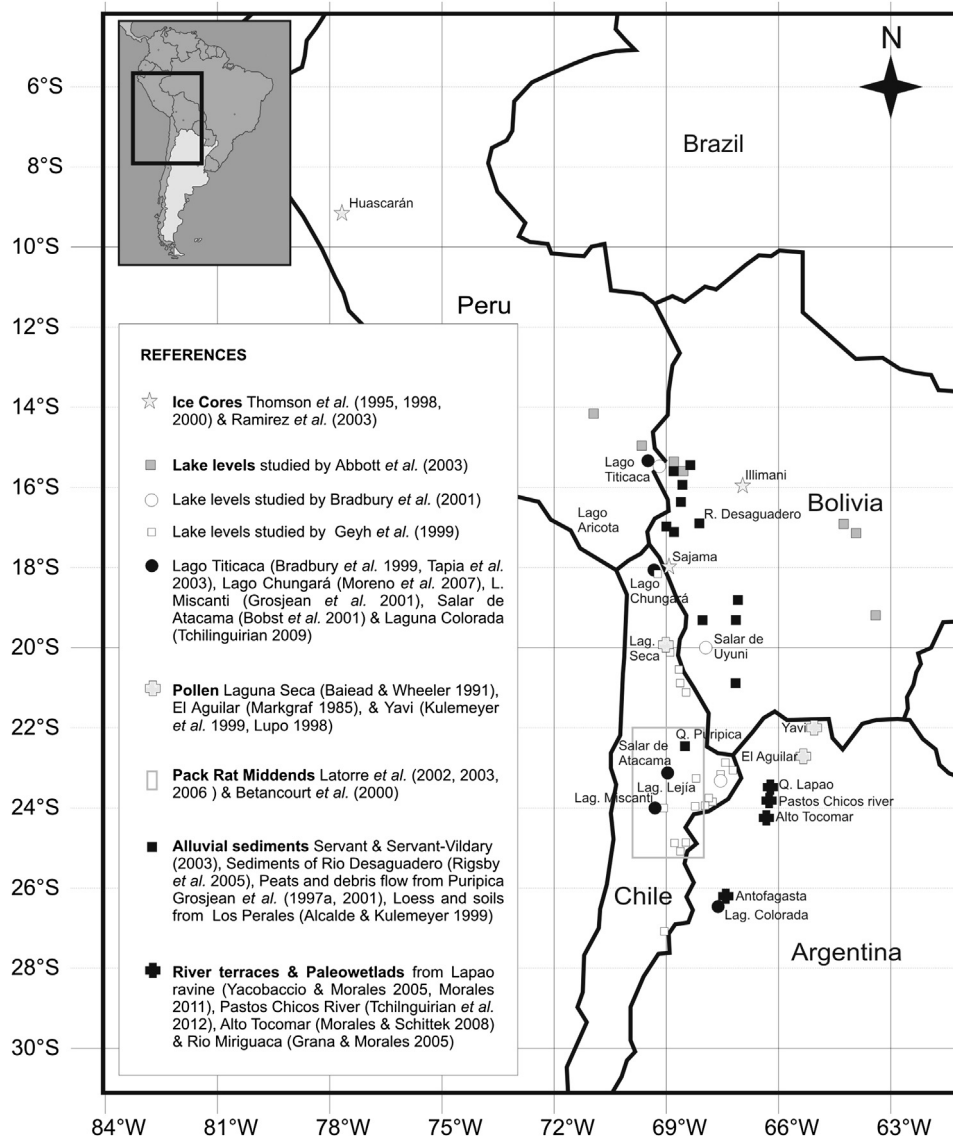 N
6°S
8°S
10°S
12°S
14°S
16°S
18°S
20°S
22°S
24°S
26°S
28°S
30°S
Brazil
Huascarán
Peru
REFERENCES
Ice Cores Thomson et al. (1995, 1998,
2000) & Ramirez et al. (2003)
Lake levels studied by Abbott et al. (2003)
Lake levels studied by Bradbury et al. (2001)
Lake levels studied by Geyh et al. (1999)
Lago Titicaca (Bradbury et al. 1999, Tapia et
al. 2003), Lago Chungará (Moreno et al. 2007), L.
Miscanti (Grosjean et al. 2001), Salar de
Atacama (Bobst et al. 2001) & Laguna Colorada
(Tchilinguirian 2009)
Pollen Laguna Seca (Baiead & Wheeler 1991),
El Aguilar (Markgraf 1985), & Yavi (Kulemeyer
et al. 1999, Lupo 1998)
Pack Rat Middends Latorre et al. (2002, 2003,
2006 ) & Betancourt et al. (2000)
Alluvial sediments Servant & Servant-Vildary
(2003), Sediments of Rio Desaguadero (Rigsby
et al. 2005), Peats and debris flow from Puripica
Grosjean et al. (1997a, 2001), Loess and soils
from Los Perales (Alcalde & Kulemeyer 1999)
River terraces & Paleowetlads from Lapao
ravine (Yacobaccio & Morales 2005, Morales
2011), Pastos Chicos River (Tchilnguirian et al.
2012), Alto Tocomar (Morales & Schittek 2008)
& Rio Miriguaca (Grana & Morales 2005)
Lago
Titicaca
Illimani
Bolivia
Lago
Aricota
R. Desaguadero
Sajama
Lago
Chungará
Lag.
Seca
Salar de
Uyuni
Yavi
Q. Puripica
Salar de
Atacama
El Aguilar
Lag. Lejía
Lag. Miscanti
Q. Lapao
Pastos Chicos river
Alto Tocomar
Chile
Antofagasta
Lag. Colorada
Argentina
84°W
81°W
78°W
75°W
72°W
69°W
66°W
63°W